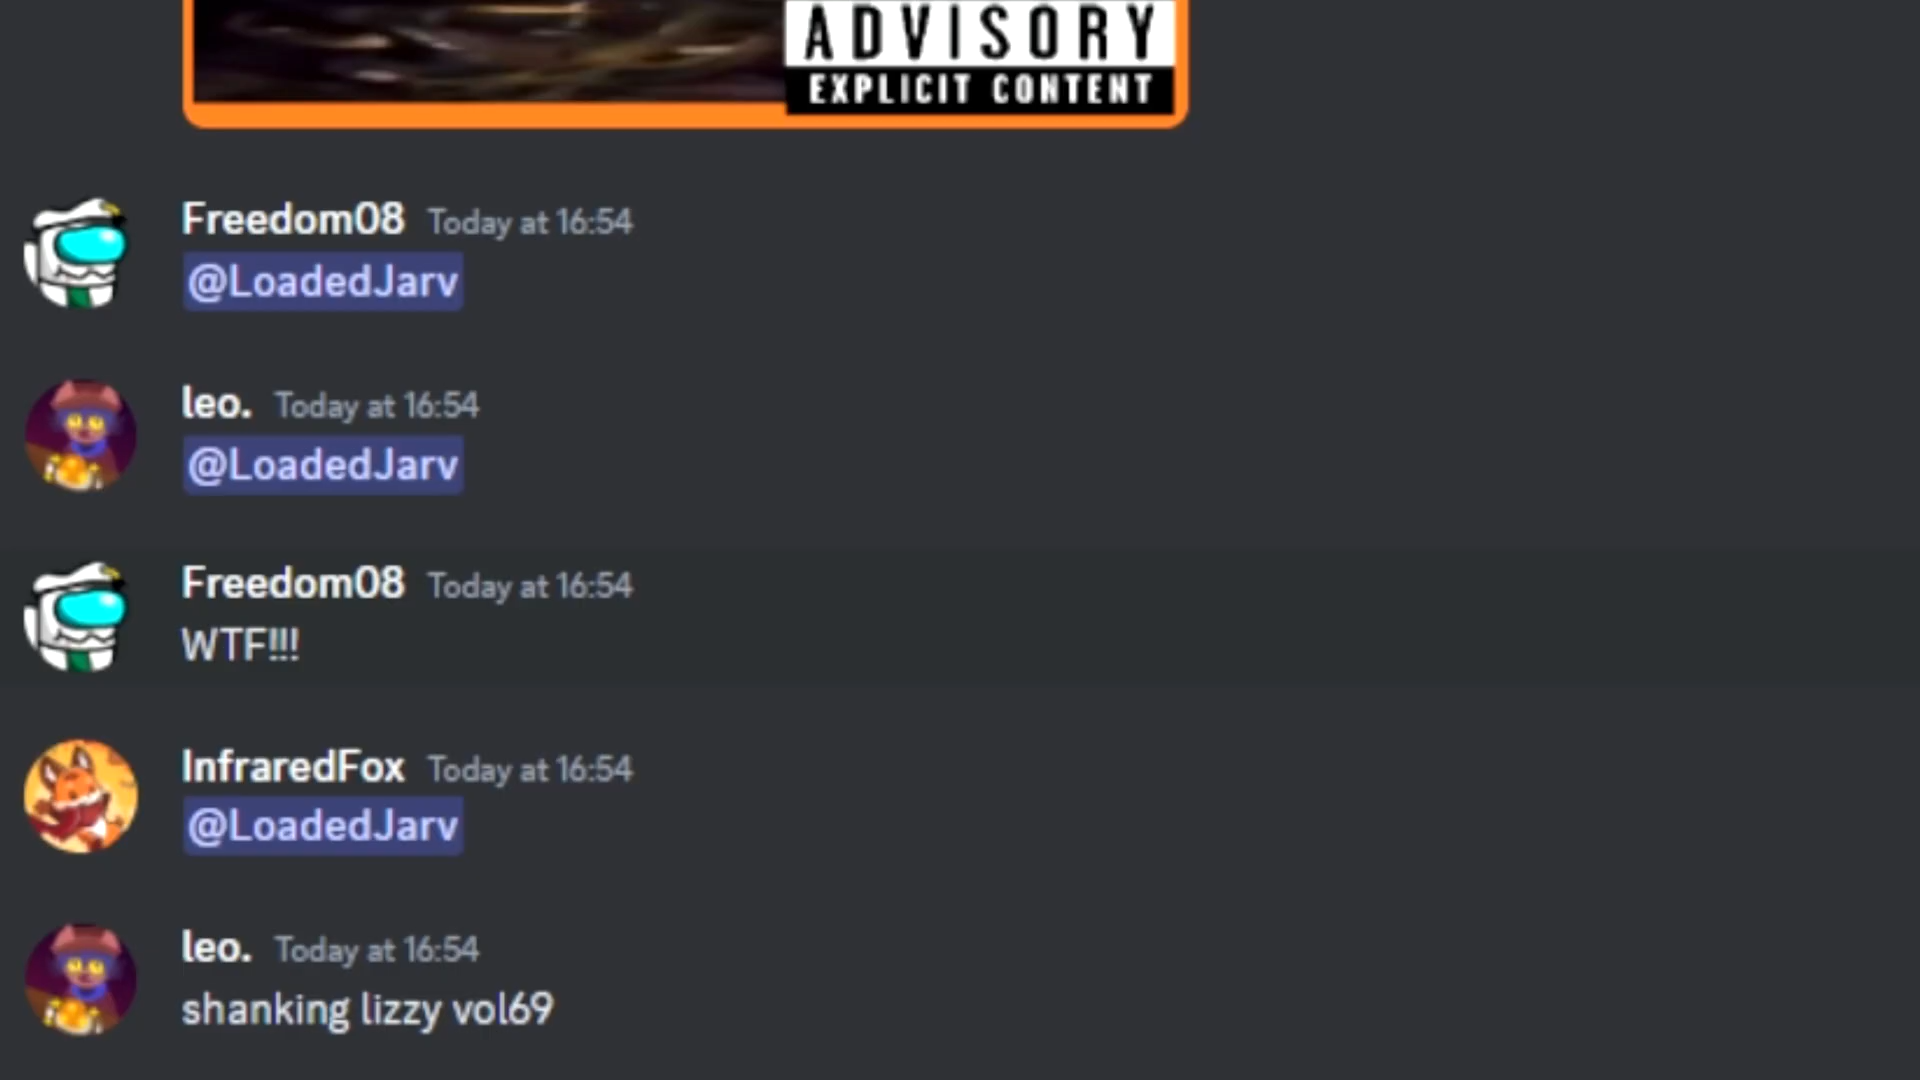 ADVISORY
EXPLICIT CONTENT
Freedom08 Today at 16:54
@LoadedJarv
leo. Today at 16:54
@LoadedJarv
Freedom08 Today at 16:54
WTF!!!
InfraredFox Today at 16:54
@LoadedJarv
leo. Today at 16:54
shanking lizzy vol69